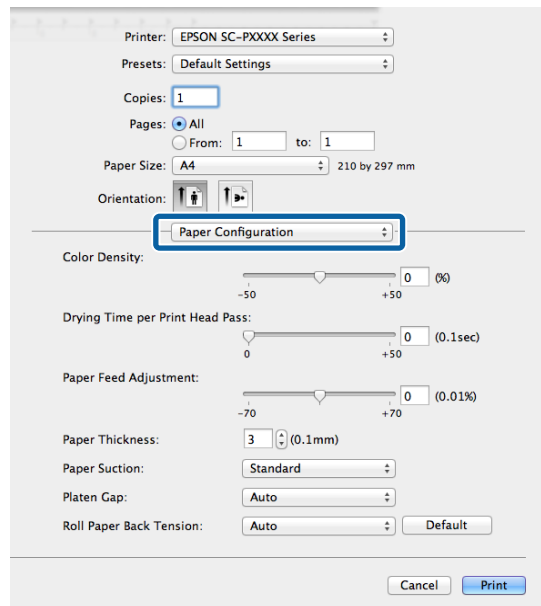 Printer: EPSON SC-PXXXX Series
Presets: Default Settings
Copies: 1
Pages: All
From: 1 to: 1
Paper Size: A4 210 by 297 mm
Orientation:
Paper Configuration
Color Density:
0 (%)
-50 +50
Drying Time per Print Head Pass:
0 (0.1sec)
0 +50
Paper Feed Adjustment:
0 (0.01%)
-70 +70
Paper Thickness: 3 (0.1mm)
Paper Suction: Standard
Platen Gap: Auto
Roll Paper Back Tension: Auto Default
Cancel Print